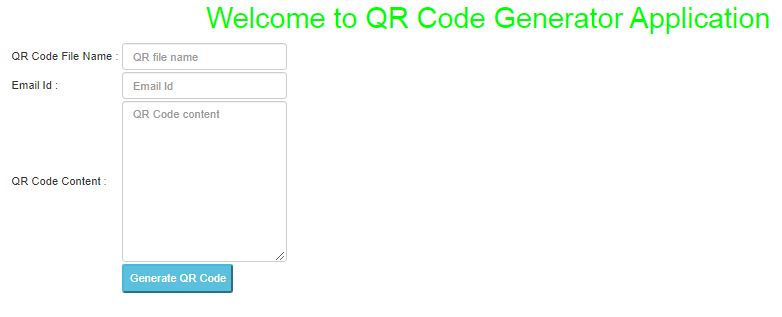 Welcome to QR Code Generator Application
QR Code File Name : QR file name
Email Id : Email Id
QR Code content
QR Code Content :
Generate QR Code